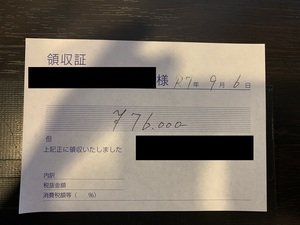 領収証
様 R7年 9月 6日
¥76,000-
但
上記正に領収いたしました
内訳
税抜金額
消費税額等（　　%）